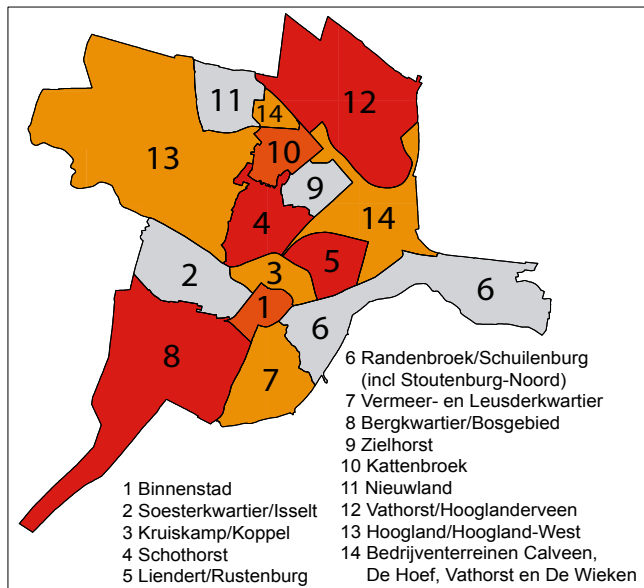 11
12
14
13
10
9
4
14
2
3
5
6
1
6
8
7
6 Randenbroek/Schuilenburg
(incl Stoutenburg-Noord)
7 Vermeer- en Leusderkwartier
8 Bergkwartier/Bosgebied
9 Zielhorst
10 Kattenbroek
11 Nieuwland
12 Vathorst/Hooglanderveen
13 Hoogland/Hoogland-West
14 Bedrijventerreinen Calveen,
De Hoef, Vathorst en De Wieken
1 Binnenstad
2 Soesterkwartier/Isselt
3 Kruiskamp/Koppel
4 Schothorst
5 Liendert/Rustenburg